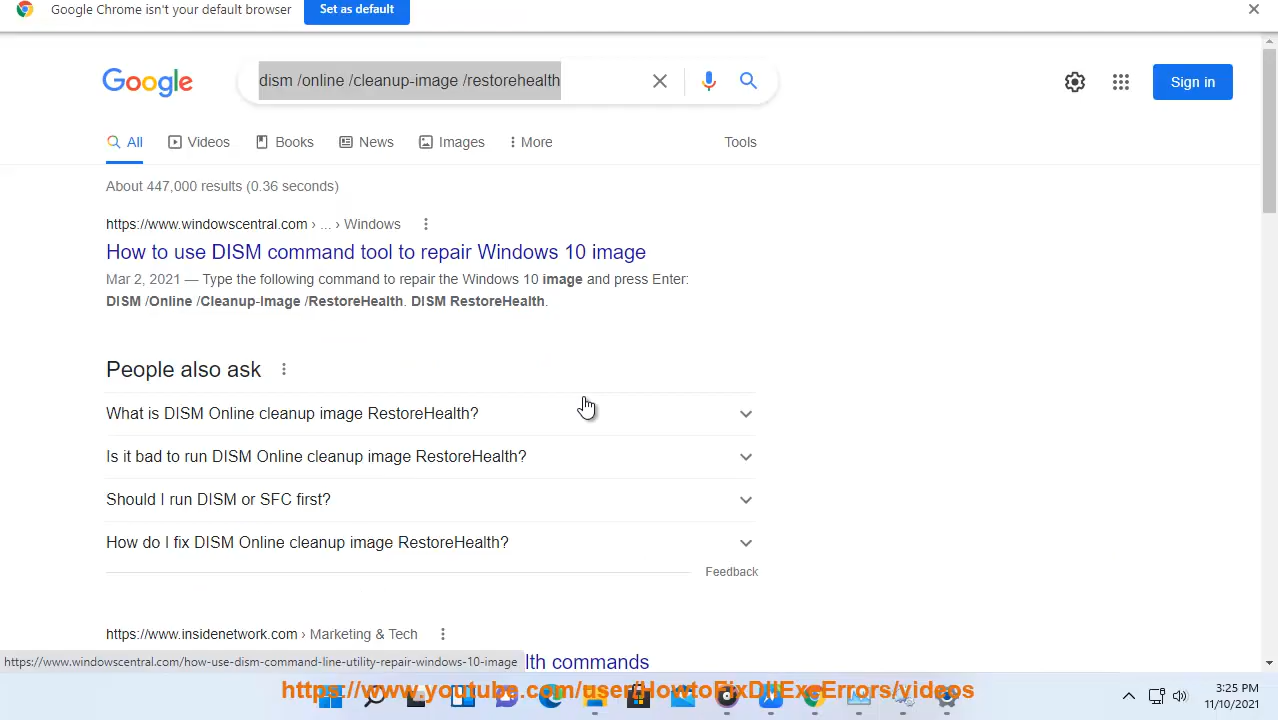 Google Chrome isn't your default browser
Set as default
Google
dism /online /cleanup-image /restorehealth
Sign in
All
Videos
Books
News
Images
More
Tools
About 447,000 results (0.36 seconds)
https://www.windowscentral.com › ... › Windows
How to use DISM command tool to repair Windows 10 image
Mar 2, 2021 — Type the following command to repair the Windows 10 image and press Enter:
DISM /Online /Cleanup-Image /RestoreHealth. DISM RestoreHealth.
People also ask
What is DISM Online cleanup image RestoreHealth?
Is it bad to run DISM Online cleanup image RestoreHealth?
Should I run DISM or SFC first?
How do I fix DISM Online cleanup image RestoreHealth?
Feedback
https://www.insidenetwork.com › Marketing & Tech
https://www.windowscentral.com/how-use-dism-command-line-utility-repair-windows-10-image
lth commands
https://www.youtube.com/user/HowtoFixDllExeErrors/videos
3:25 PM
11/10/2021